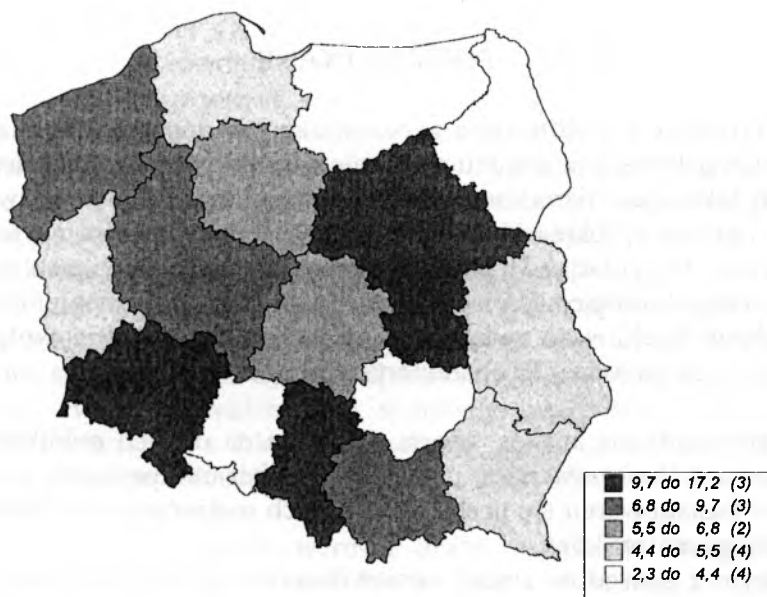 9,7 do 17,2 (3)
6,8 do 9,7 (3)
5,5 do 6,8 (2)
4,4 do 5,5 (4)
2,3 do 4,4 (4)